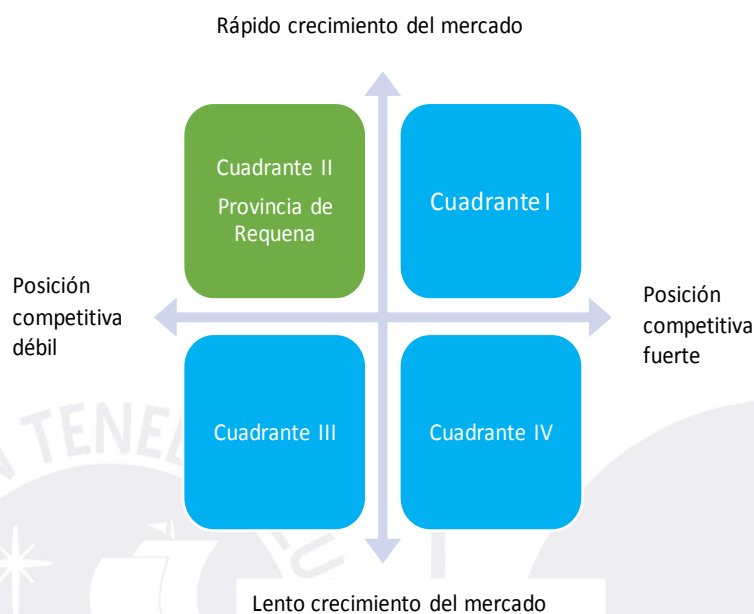 Rápido crecimiento del mercado
Cuadrante II
Provincia de
Requena
Cuadrante I
Posición
competitiva
débil
Posición
competitiva
fuerte
Cuadrante III
Cuadrante IV
TENE
Lento crecimiento del mercado